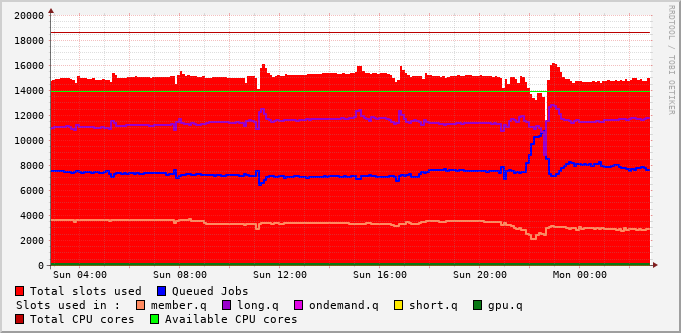 20000
18000
16000
14000
12000
10000
8000
6000
4000
2000
0
Sun 04:00 Sun 08:00 Sun 12:00 Sun 16:00 Sun 20:00 Mon 00:00
RRDTOOL / TOBI OETIKER
Total slots used Queued Jobs
Slots used in : member.q long.q ondemand.q short.q gpu.q
Total CPU cores Available CPU cores